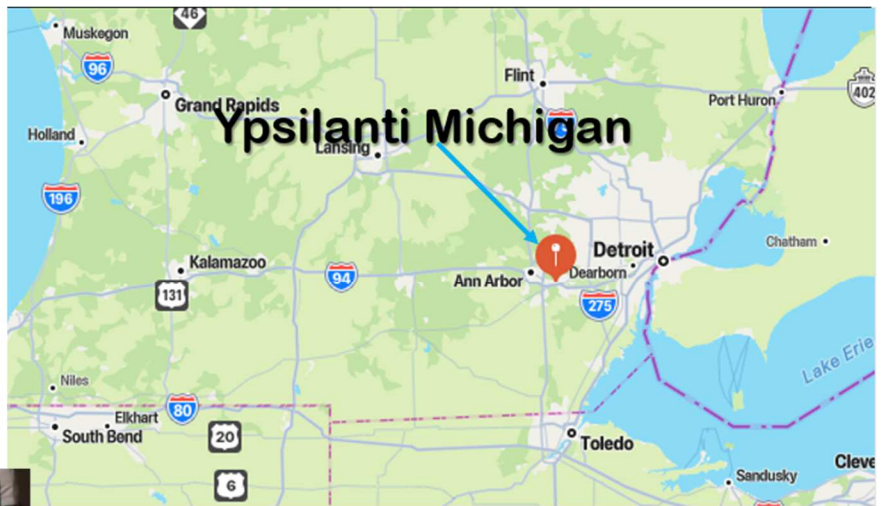 46
Muskegon
96
Flint
Port Huron
402
Grand Rapids
Ypsilanti Michigan
Holland
Lansing
196
Chatham
Detroit
Kalamazoo
94
Ann Arbor
Dearborn
131
275
Lake Erie
Niles
80
Elkhart
South Bend
20
Toledo
Cleve
6
Sandusky